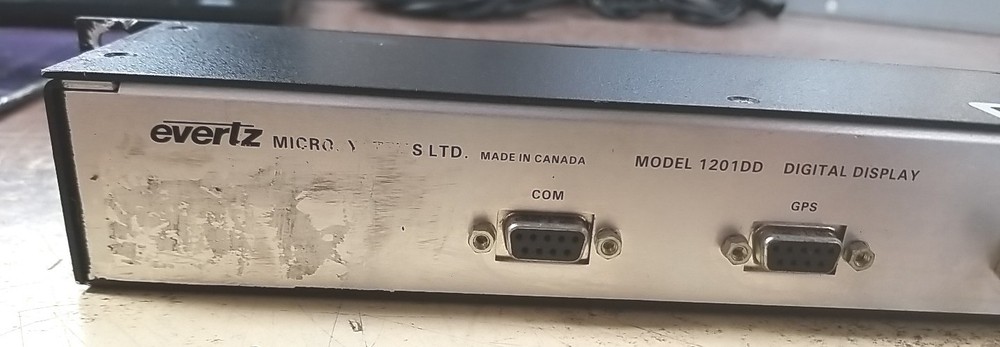 evertz MICRO S LTD. MADE IN CANADA MODEL 1201DD DIGITAL DISPLAY
COM GPS